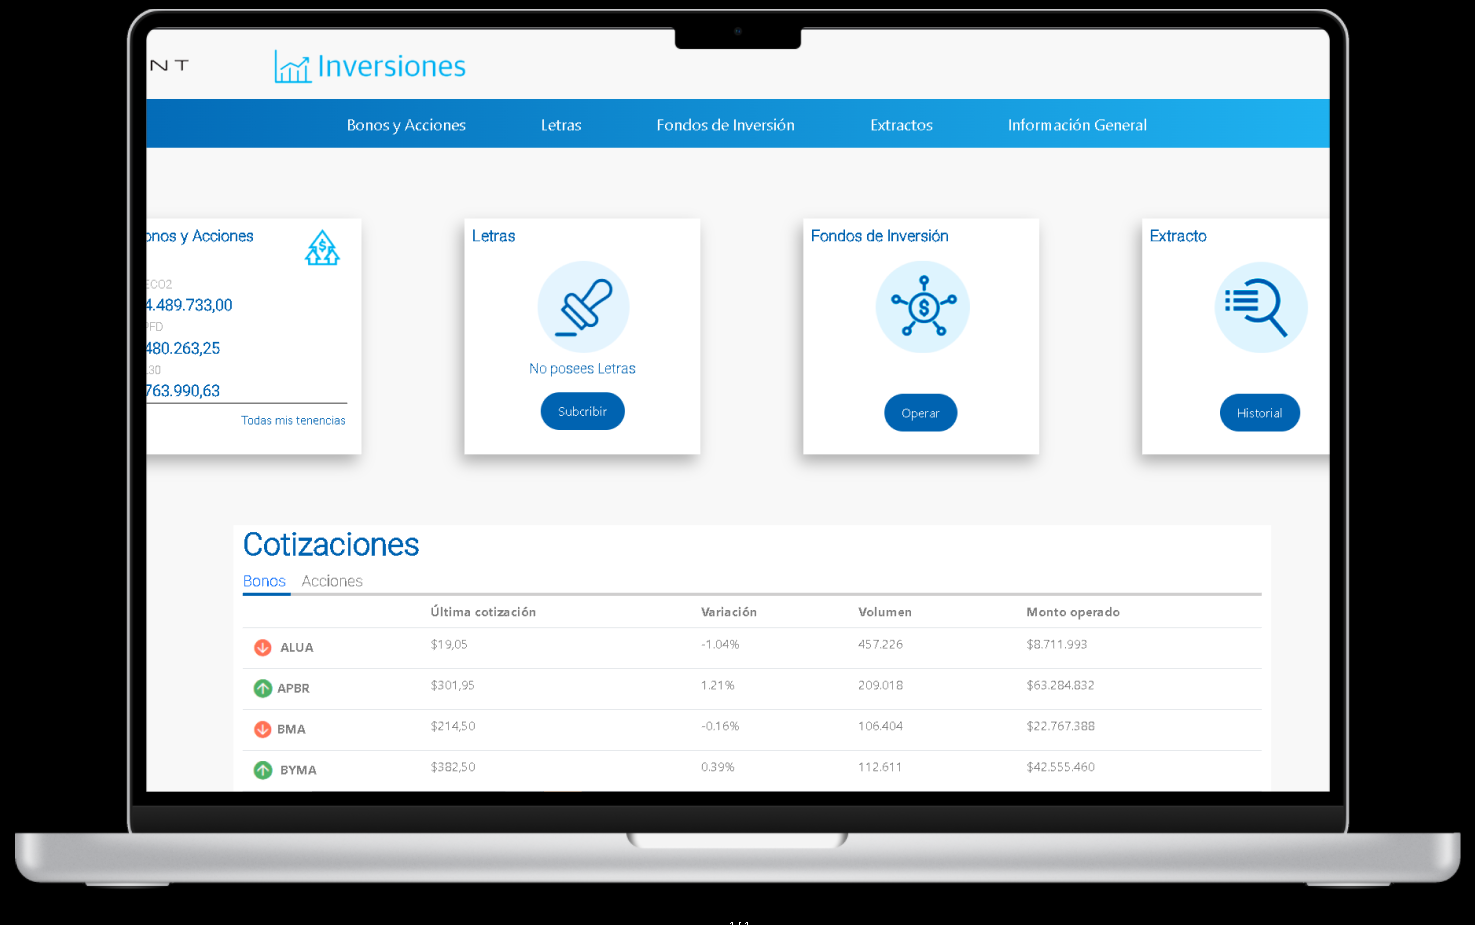 NT
Inversiones
Bonos y Acciones Letras Fondos de Inversión Extractos Información General
onos y Acciones
ECO2
4.489.733,00
PFD
480.263,25
30
763.990,63
Todas mis tenencias
Letras
No posees Letras
Subcribir
Fondos de Inversión
Operar
Extracto
Historial
Cotizaciones
Bonos Acciones
Última cotización Variación Volumen Monto operado
ALUA $19,05 -1.04% 457.226 $8.711.993
APBR $301,95 1.21% 209.018 $63.284.832
BMA $214,50 -0.16% 106.404 $22.767.388
BYMA $382,50 0.39% 112.611 $42.555.460